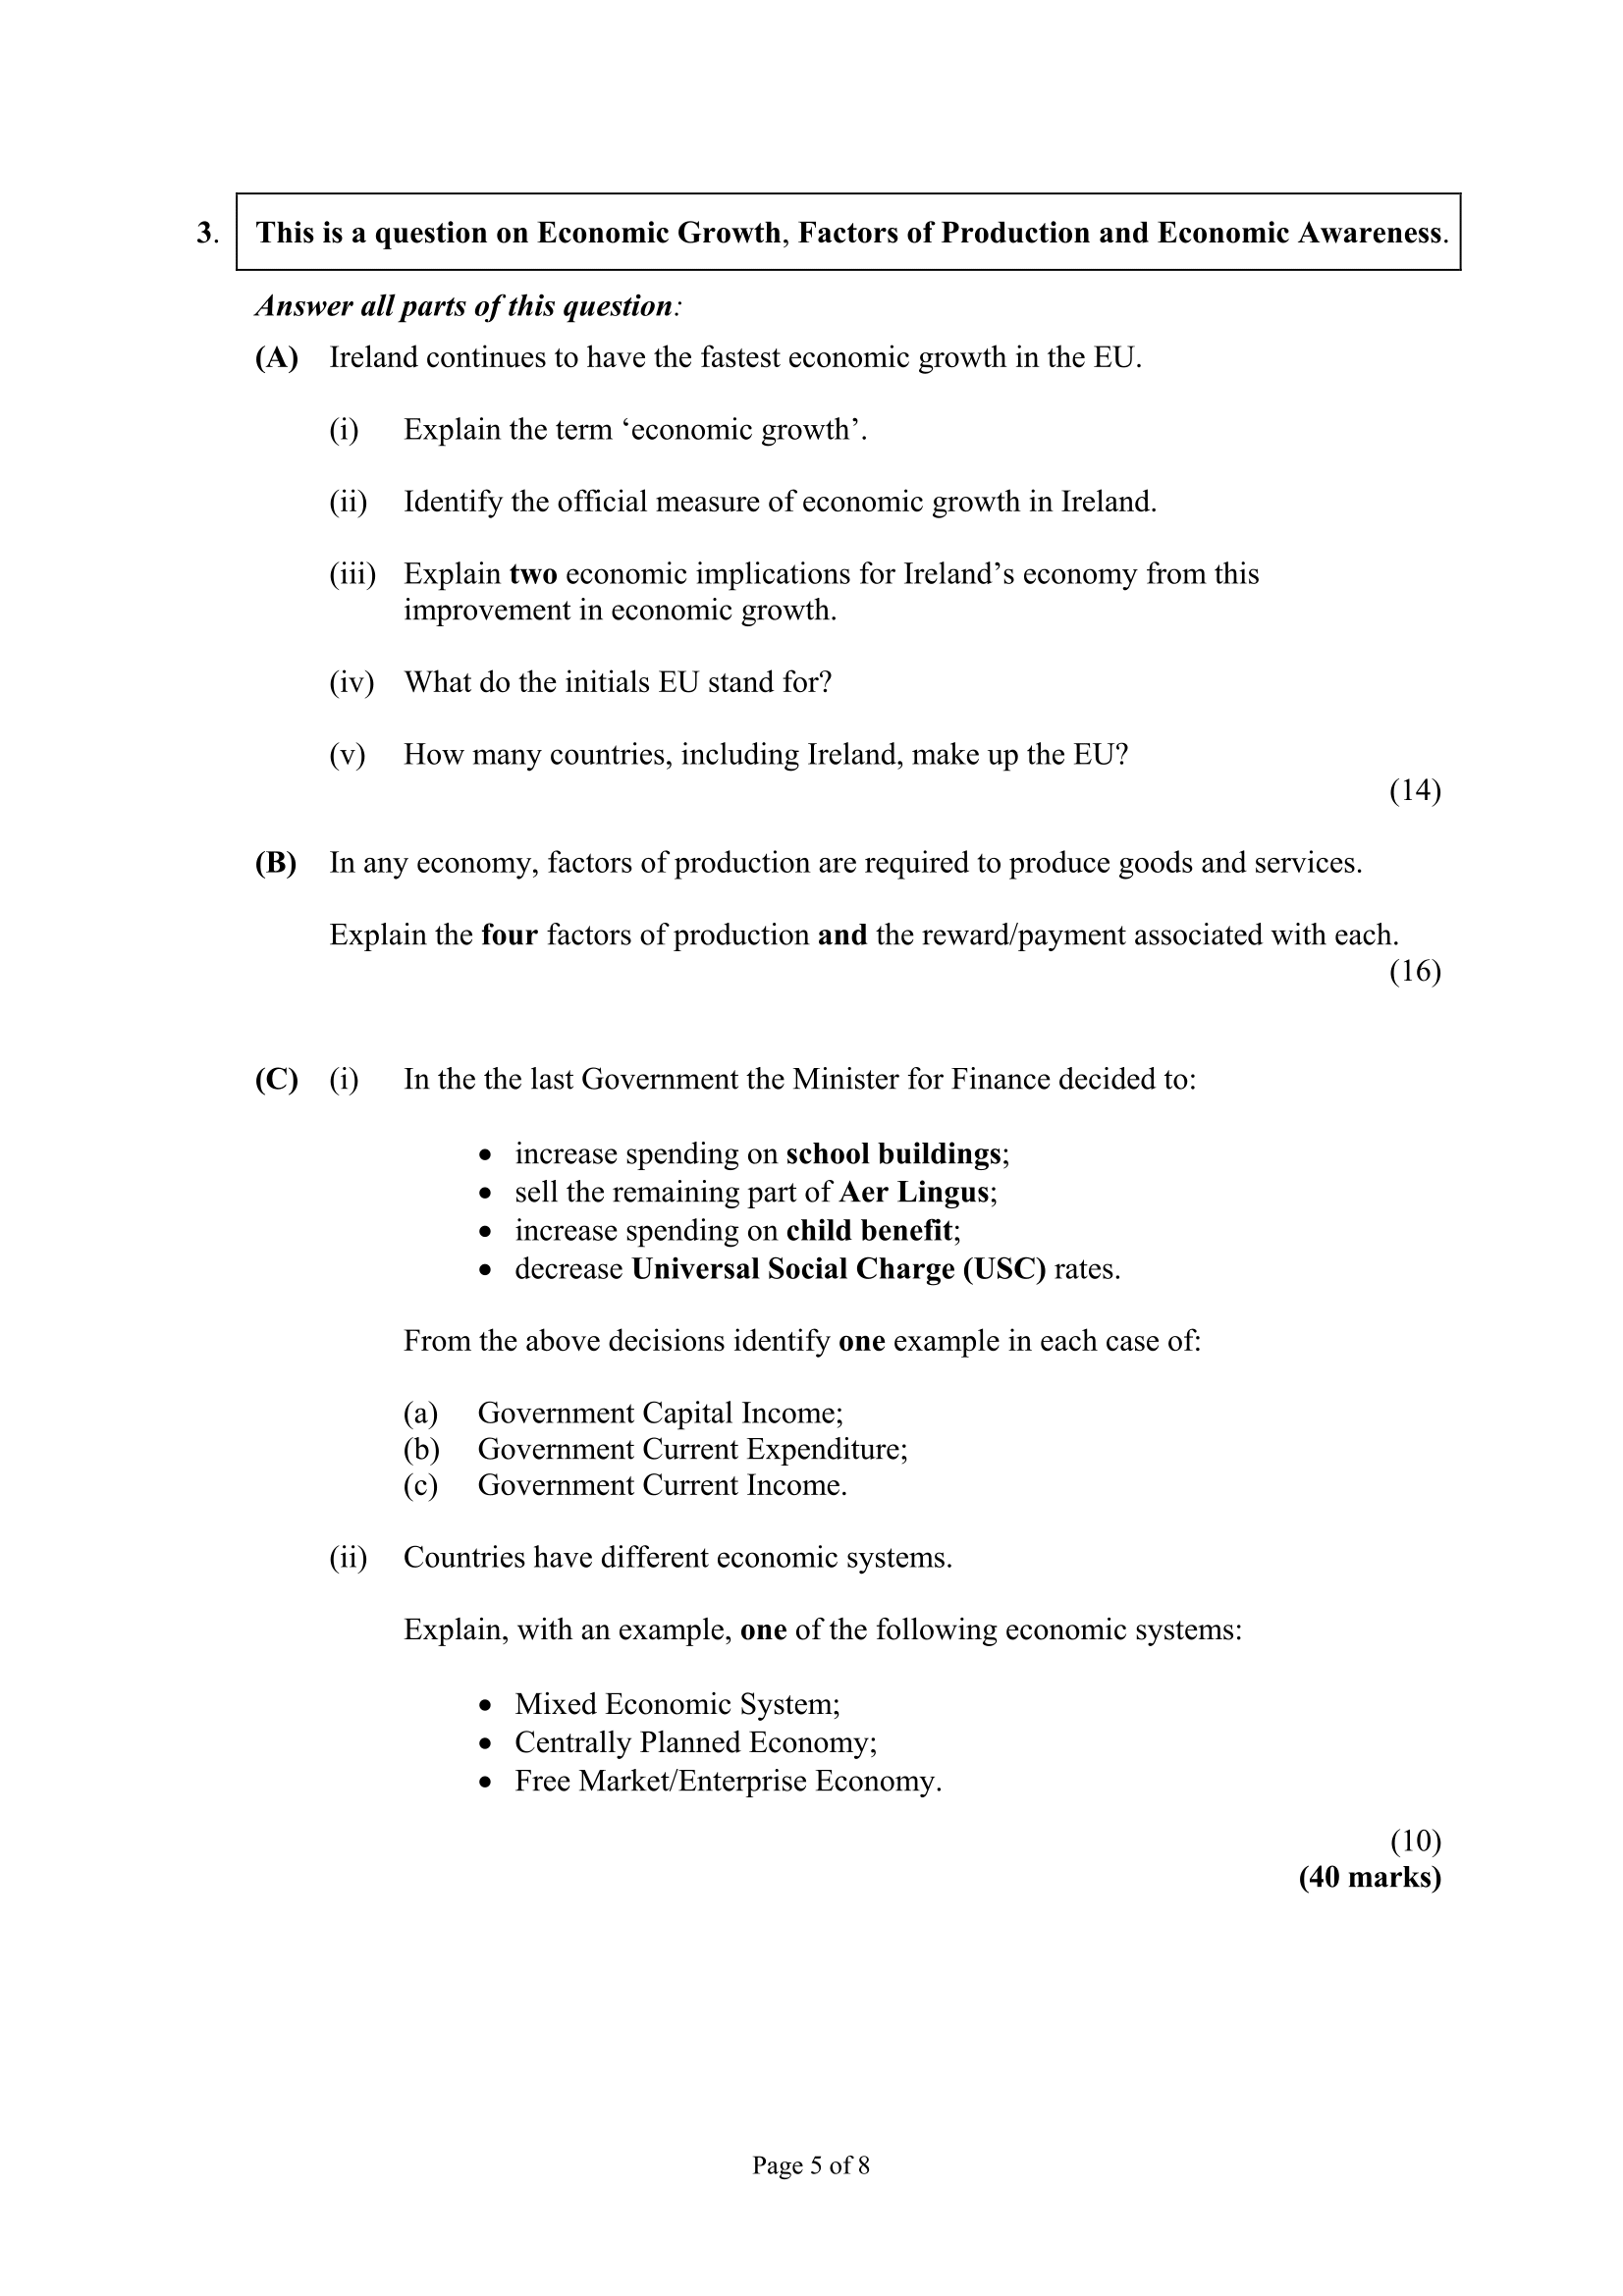 3. This is a question on Economic Growth, Factors of Production and Economic Awareness.
Answer all parts of this question:
(A) Ireland continues to have the fastest economic growth in the EU.
(i) Explain the term ‘economic growth’.
(ii) Identify the official measure of economic growth in Ireland.
(iii) Explain two economic implications for Ireland’s economy from this
improvement in economic growth.
(iv) What do the initials EU stand for?
(v) How many countries, including Ireland, make up the EU?
(14)
(B) In any economy, factors of production are required to produce goods and services.
Explain the four factors of production and the reward/payment associated with each.
(16)
(C) (i) In the the last Government the Minister for Finance decided to:
• increase spending on school buildings;
• sell the remaining part of Aer Lingus;
• increase spending on child benefit;
• decrease Universal Social Charge (USC) rates.
From the above decisions identify one example in each case of:
(a) Government Capital Income;
(b) Government Current Expenditure;
(c) Government Current Income.
(ii) Countries have different economic systems.
Explain, with an example, one of the following economic systems:
• Mixed Economic System;
• Centrally Planned Economy;
• Free Market/Enterprise Economy.
(10)
(40 marks)
Page 5 of 8